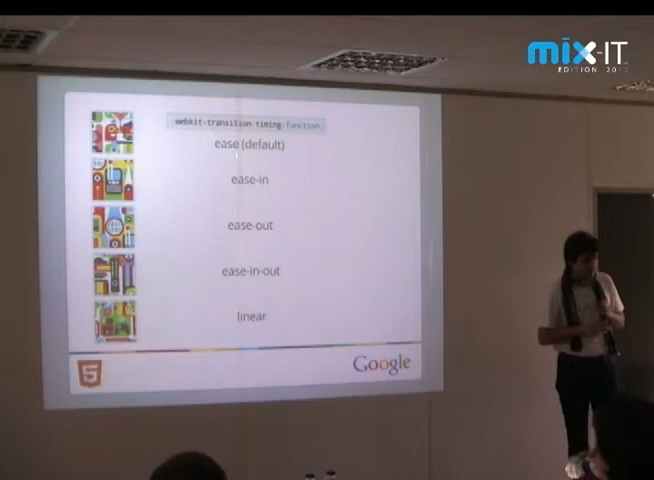 mix-IT
EDITION 2012
webkit-transition-timing-function
ease (default)
ease-in
ease-out
ease-in-out
linear
5
Google